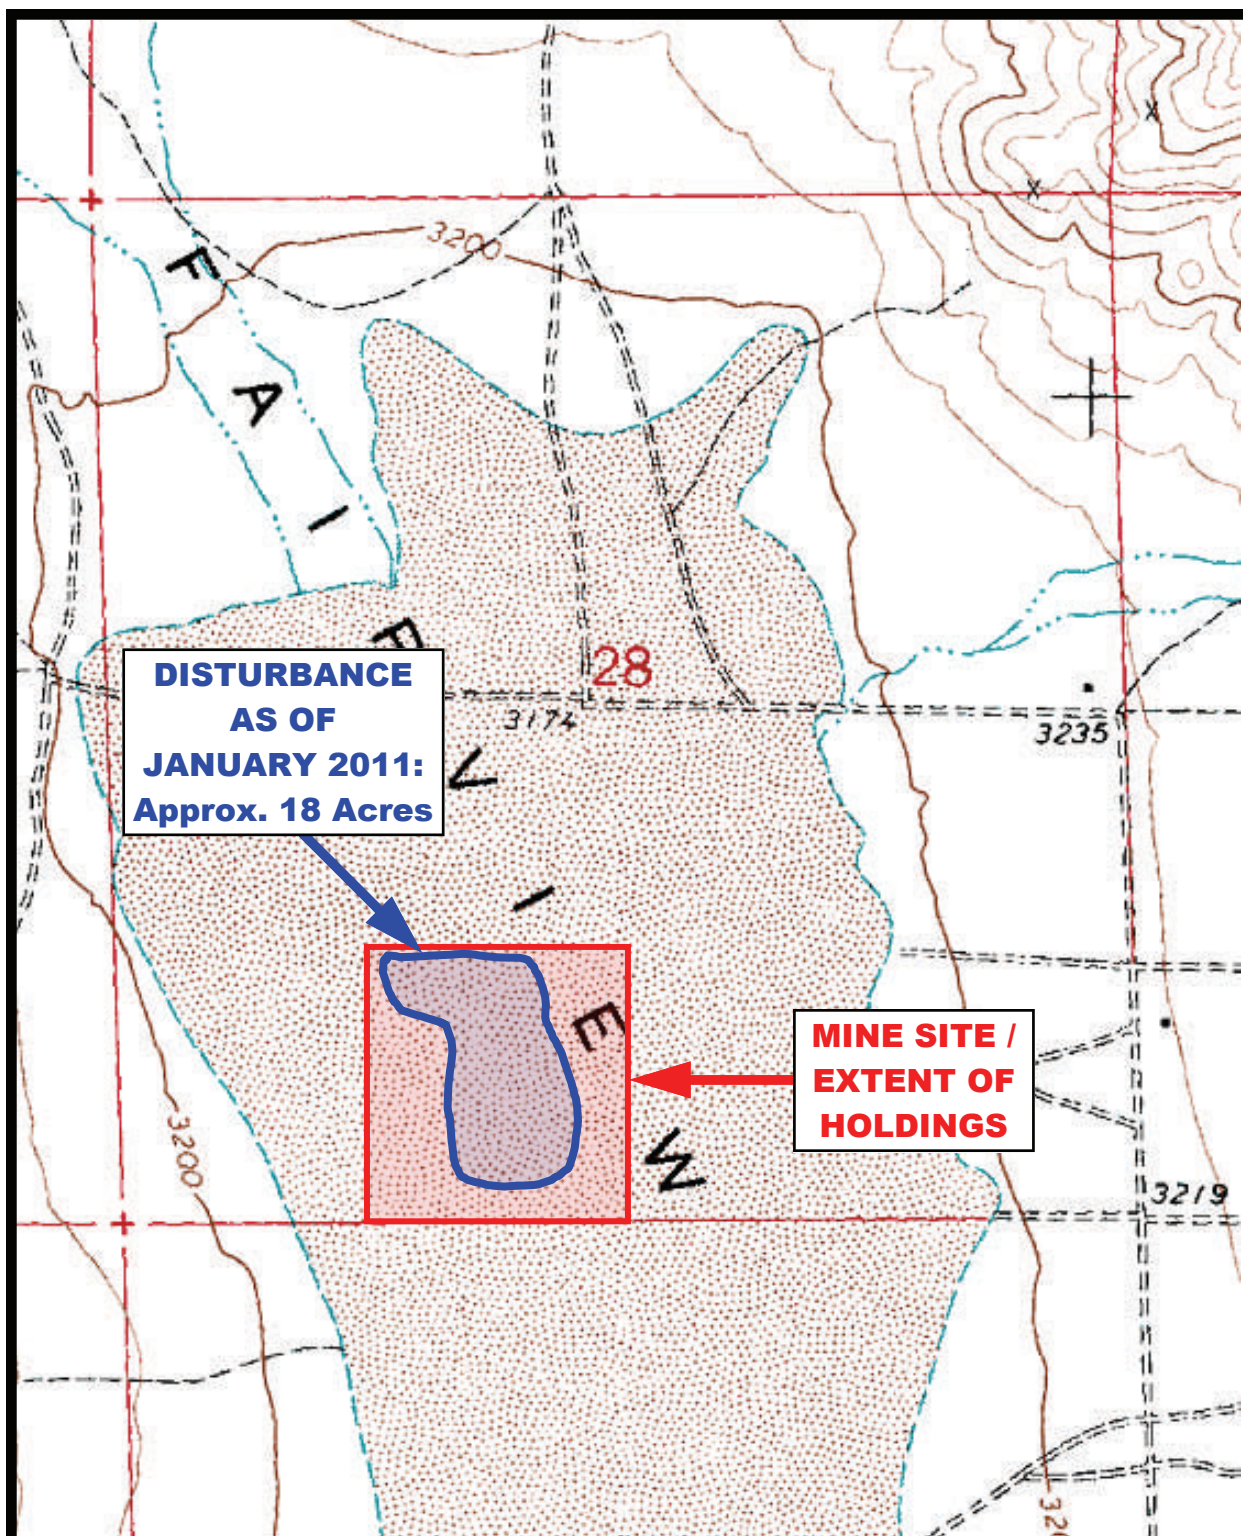 3200
F
A
I
R
28
DISTURBANCE
AS OF
JANUARY 2011:
Approx. 18 Acres
3174
3235
V
I
E
W
MINE SITE /
EXTENT OF
HOLDINGS
3200
3219